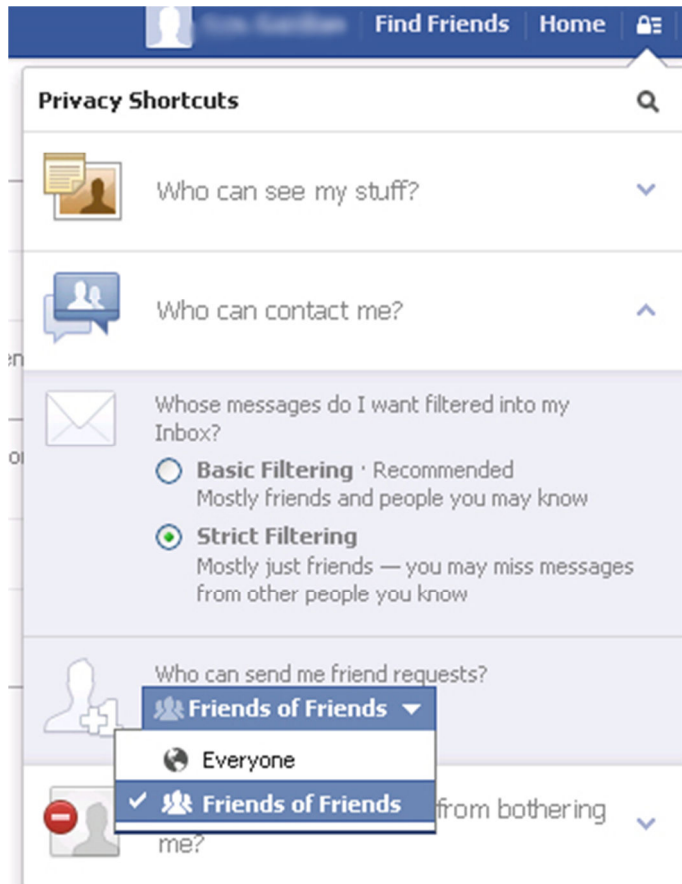 Find Friends Home
Privacy Shortcuts
Who can see my stuff?
Who can contact me?
Whose messages do I want filtered into my
Inbox?
Basic Filtering · Recommended
Mostly friends and people you may know
Strict Filtering
Mostly just friends — you may miss messages
from other people you know
Who can send me friend requests?
Friends of Friends
Everyone
Friends of Friends
from bothering
me?